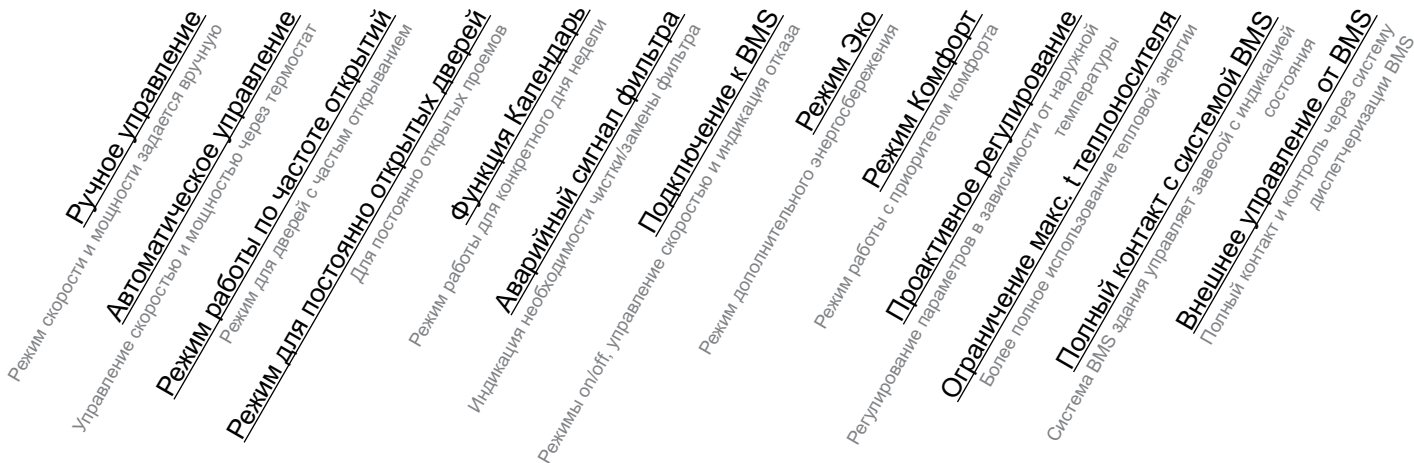 Ручное управление
Режим скорости и мощности задается вручную
Автоматическое управление
Управление скоростью и мощностью через термостат
Режим работы по частоте открытий
Режим для дверей с частым открыванием
Режим для постоянно открытых дверей
Для постоянно открытых проемов
Функция Календарь
Режим работы для конкретного дня недели
Аварийный сигнал фильтра
Индикация необходимости чистки/замены фильтра
Подключение к BMS
Режимы on/off, управление скоростью и индикация отказа
Режим Эко
Режим дополнительного энергосбережения
Режим Комфорт
Режим работы с приоритетом комфорта
Проактивное регулирование
Регулирование параметров в зависимости от наружной
температуры
Ограничение макс. t теплоносителя
Более полное использование тепловой энергии
Полный контакт с системой BMS
Система BMS здания управляет завесой с индикацией
состояния
Внешнее управление от BMS
Полный контакт и контроль через систему
диспетчеризации BMS